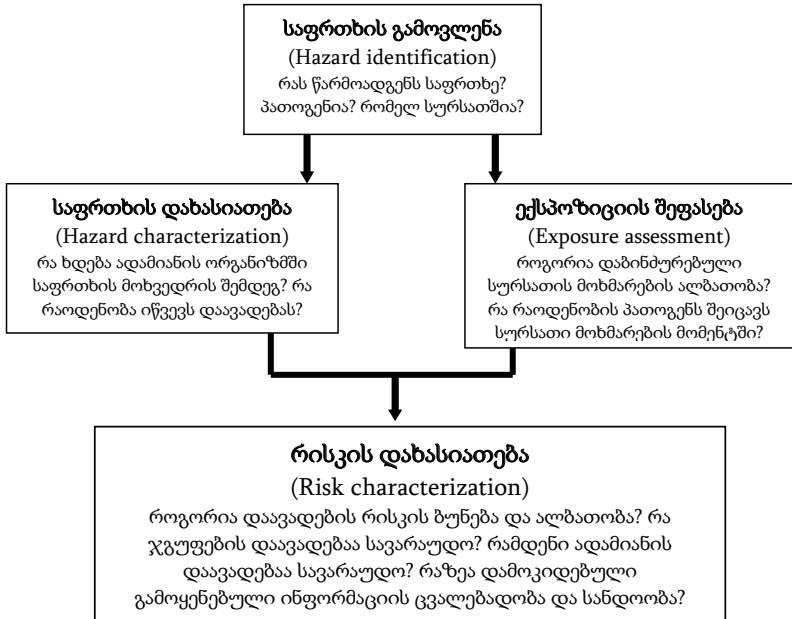 საფრთხის გამოვლენა
(Hazard identification)
რას წარმოადგენს საფრთხე?
პათოგენია? რომელ სურსათშია?
საფრთხის დახასიათება
(Hazard characterization)
რა ხდება ადამიანის ორგანიზმში
საფრთხის მოხვედრის შემდეგ? რა
რაოდენობა იწვევს დაავადებას?
ექსპოზიციის შეფასება
(Exposure assessment)
როგორია დაბინძურებული
სურსათის მოხმარების ალბათობა?
რა რაოდენობის პათოგენს შეიცავს
სურსათი მოხმარების მომენტში?
რისკის დახასიათება
(Risk characterization)
როგორია დაავადების რისკის ბუნება და ალბათობა? რა
ჯგუფების დაავადებაა სავარაუდო? რამდენი ადამიანის
დაავადებაა სავარაუდო? რაზეა დამოკიდებული
გამოყენებული ინფორმაციის ცვალებადობა და სანდოობა?